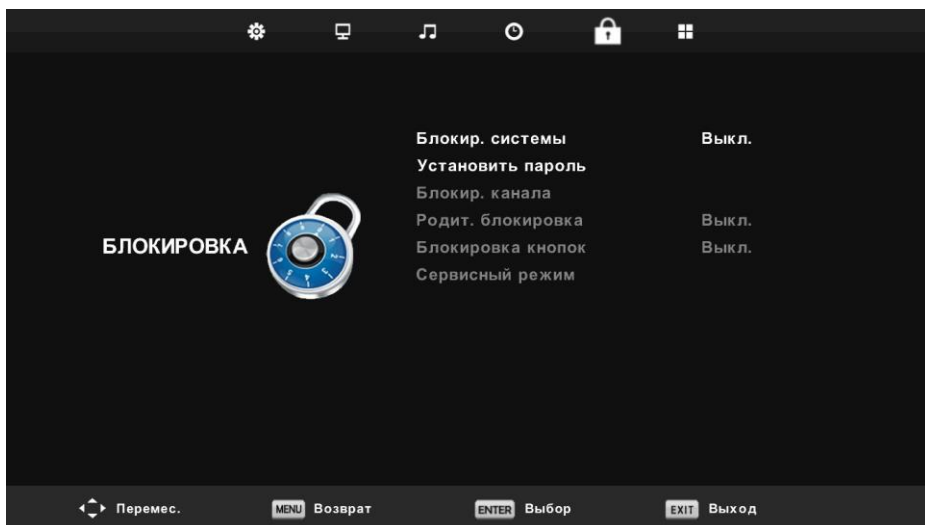 Блокир. системы Выкл.
Установить пароль
Блокир. канала
Родит. блокировка Выкл.
БЛОКИРОВКА
Блокировка кнопок Выкл.
Сервисный режим
Перемес. MENU Возврат ENTER Выбор EXIT Выход